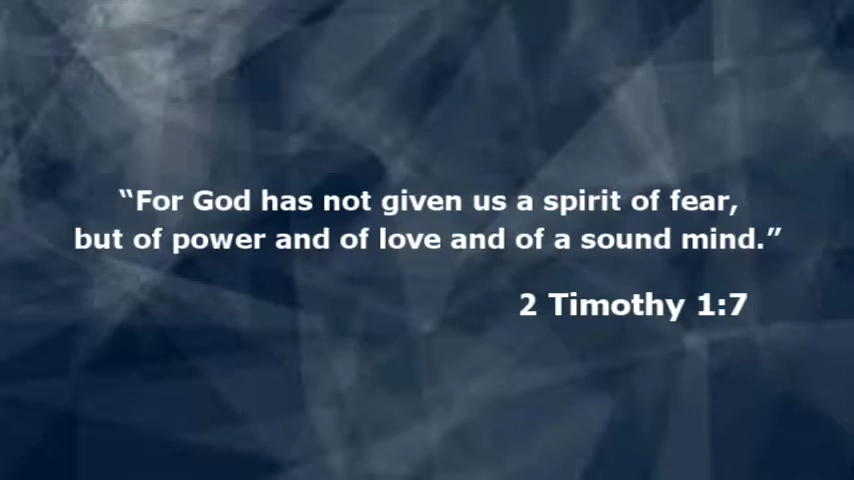 “For God has not given us a spirit of fear,
but of power and of love and of a sound mind.”
2 Timothy 1:7